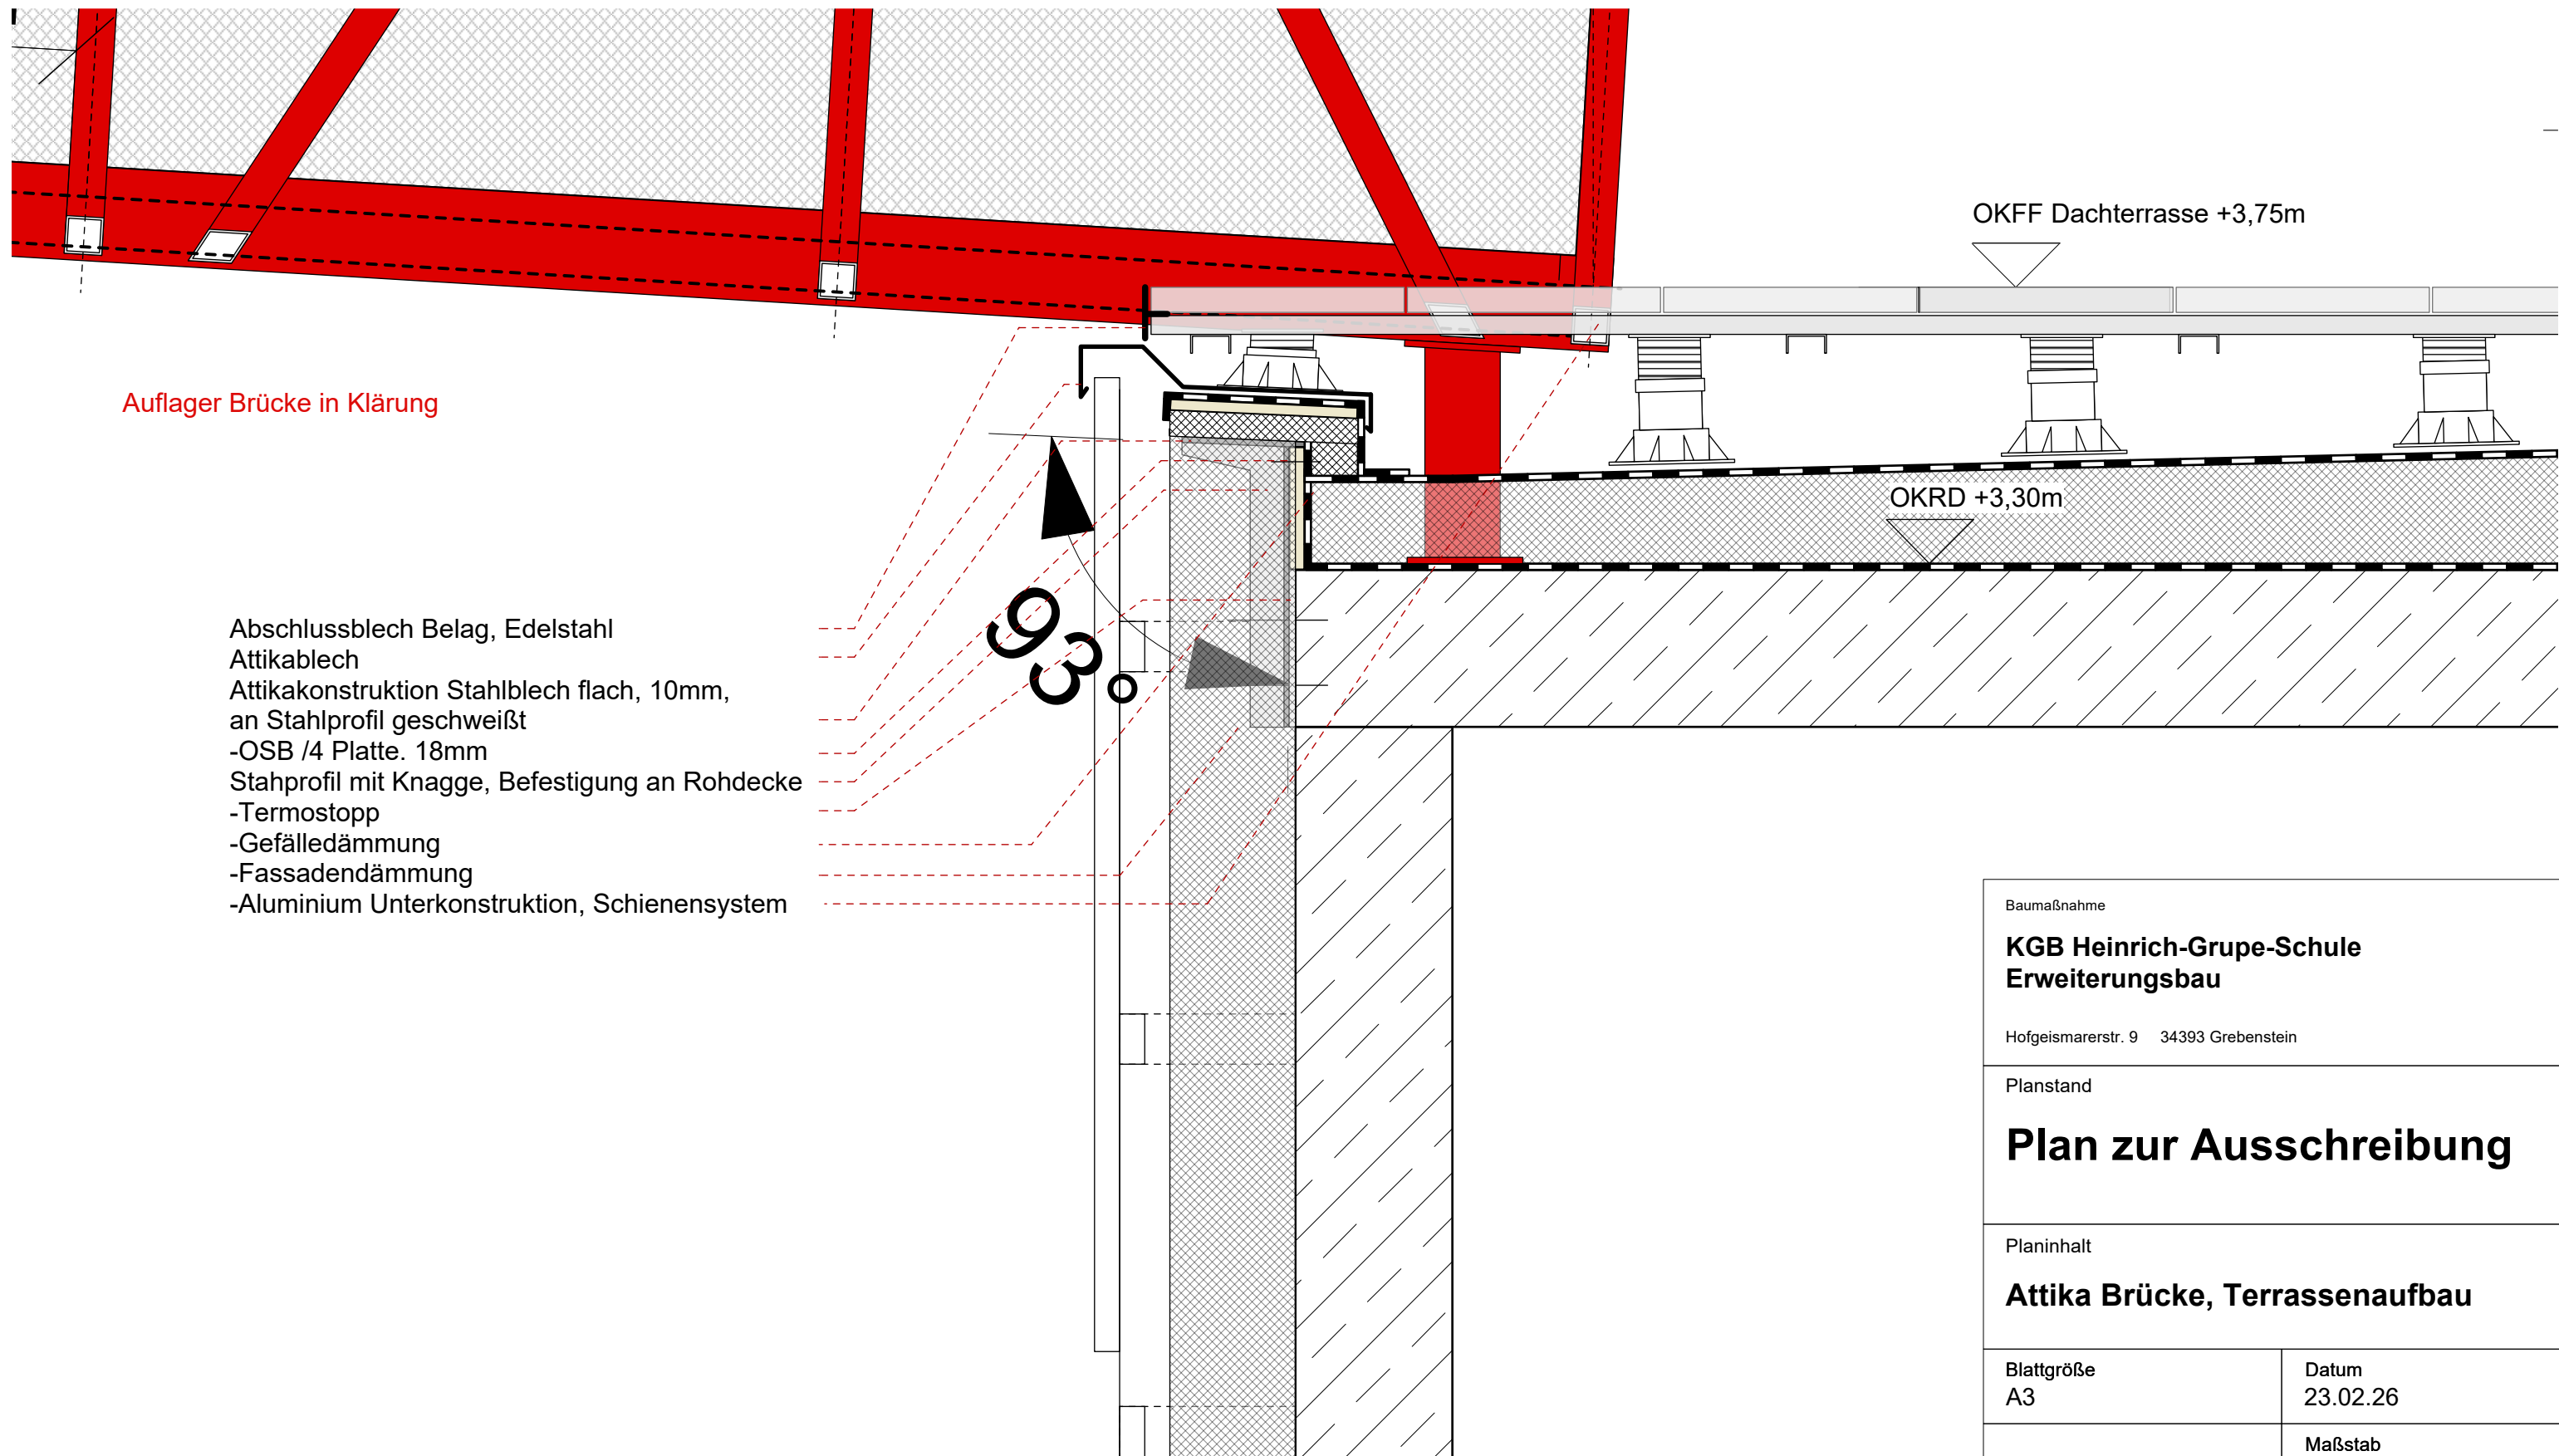 OKFF Dachterrasse +3,75m
Auflager Brücke in Klärung
OKRD +3,30m
93°
Abschlussblech Belag, Edelstahl
Attikablech
Attikakonstruktion Stahlblech flach, 10mm,
an Stahlprofil geschweißt
-OSB /4 Platte. 18mm
Stahprofil mit Knagge, Befestigung an Rohdecke
-Termostopp
-Gefälledämmung
-Fassadendämmung
-Aluminium Unterkonstruktion, Schienensystem
Baumaßnahme
KGB Heinrich-Grupe-Schule
Erweiterungsbau
Hofgeismarerstr. 9 34393 Grebenstein
Planstand
Plan zur Ausschreibung
Planinhalt
Attika Brücke, Terrassenaufbau
Blattgröße
A3
Datum
23.02.26
Maßstab